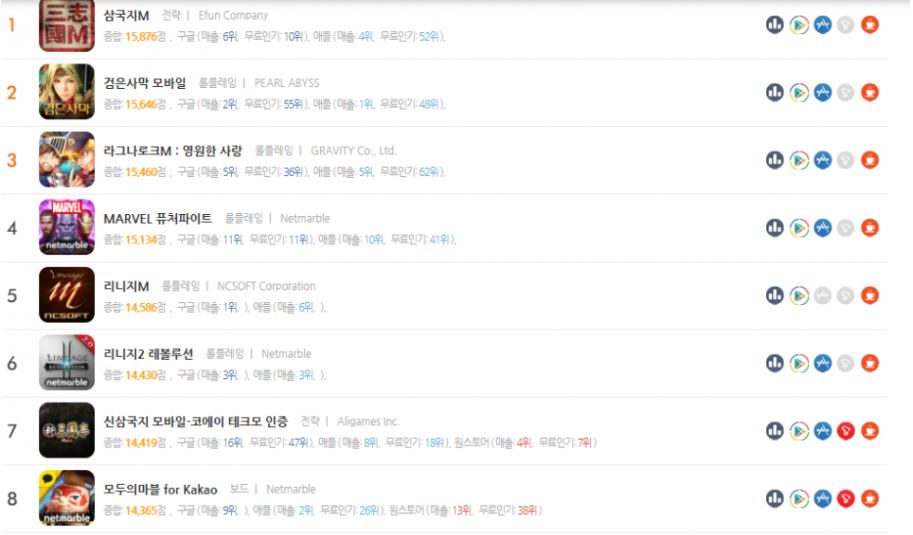 1
三志國M
삼국지M 전략 | Efun Company
종합: 15,876점 , 구글 (매출: 6위, 무료인기: 10위), 애플 (매출: 4위, 무료인기: 52위),
2
검은사막
검은사막 모바일 롤플레잉 | PEARL ABYSS
종합: 15,646점 , 구글 (매출: 2위, 무료인기: 55위), 애플 (매출: 1위, 무료인기: 48위),
3
라그나로크M : 영원한 사랑 롤플레잉 | GRAVITY Co., Ltd.
종합: 15,460점 , 구글 (매출: 5위, 무료인기: 36위), 애플 (매출: 5위, 무료인기: 62위),
4
MARVEL
netmarble
MARVEL 퓨처파이트 롤플레잉 | Netmarble
종합: 15,134점 , 구글 (매출: 11위, 무료인기: 11위), 애플 (매출: 10위, 무료인기: 41위),
5
Lineage
m
NCSOFT
리니지M 롤플레잉 | NCSOFT Corporation
종합: 14,586점 , 구글 (매출: 1위, ), 애플 (매출: 6위, ),
6
2.0
LINEAGE
REVOLUTION
netmarble
리니지2 레볼루션 롤플레잉 | Netmarble
종합: 14,430점 , 구글 (매출: 3위, ), 애플 (매출: 3위, ),
7
신삼국지 모바일-코에이 테크모 인증 전략 | Aligames Inc.
종합: 14,419점 , 구글 (매출: 16위, 무료인기: 47위), 애플 (매출: 8위, 무료인기: 18위), 원스토어 (매출: 4위, 무료인기: 7위)
8
netmarble
모두의마블 for Kakao 보드 | Netmarble
종합: 14,365점 , 구글 (매출: 9위, ), 애플 (매출: 2위, 무료인기: 26위), 원스토어 (매출: 13위, 무료인기: 38위)